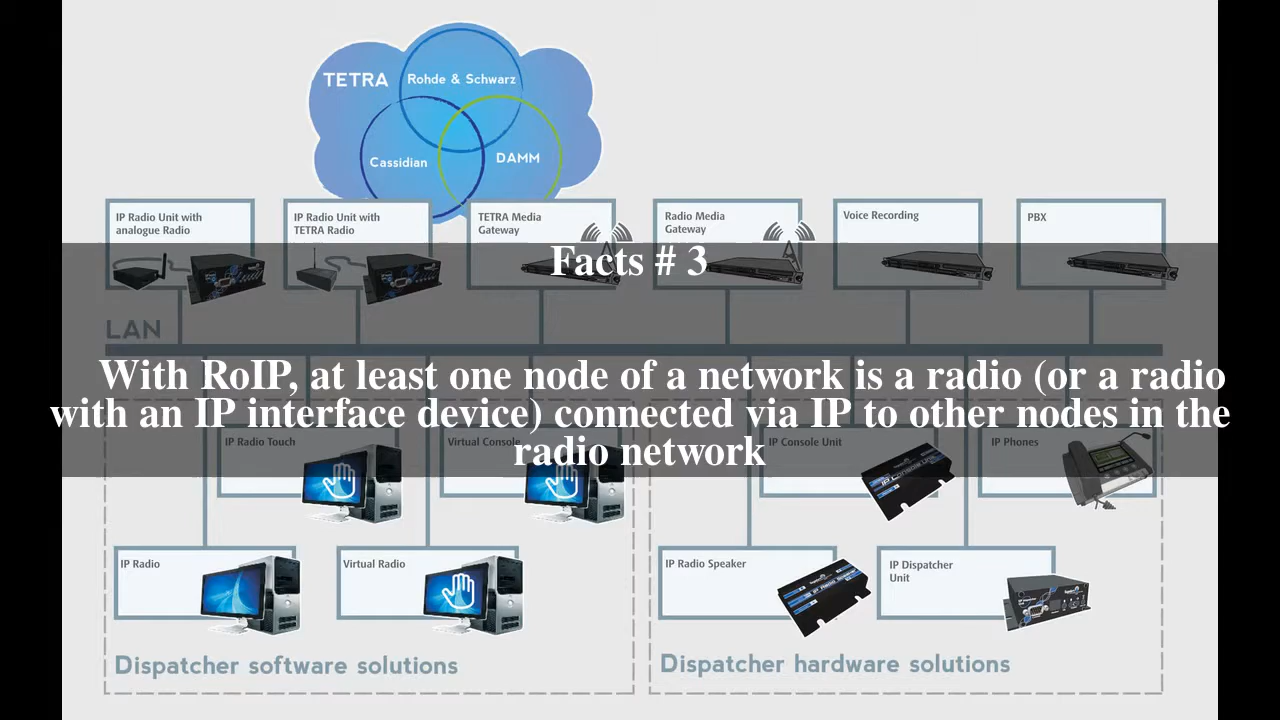 TETRA
Rohde & Schwarz
Cassidian
DAMM
IP Radio Unit with
analogue Radio
IP Radio Unit with
TETRA Radio
TETRA Media
Gateway
Radio Media
Gateway
Voice Recording
PBX
Facts # 3
LAN
With RoIP, at least one node of a network is a radio (or a radio
with an IP interface device) connected via IP to other nodes in the
radio network
IP Radio Touch
Virtual Console
IP Console Unit
IP Phones
IP Radio
Virtual Radio
IP Radio Speaker
IP Dispatcher
Unit
Dispatcher software solutions
Dispatcher hardware solutions